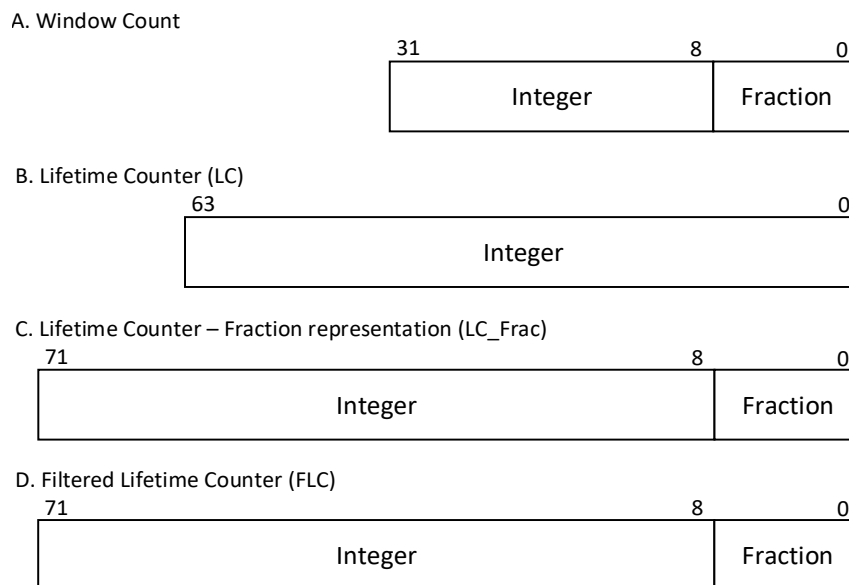 A. Window Count
31 8 0
Integer Fraction
B. Lifetime Counter (LC)
63 0
Integer
C. Lifetime Counter – Fraction representation (LC_Frac)
71 8 0
Integer Fraction
D. Filtered Lifetime Counter (FLC)
71 8 0
Integer Fraction